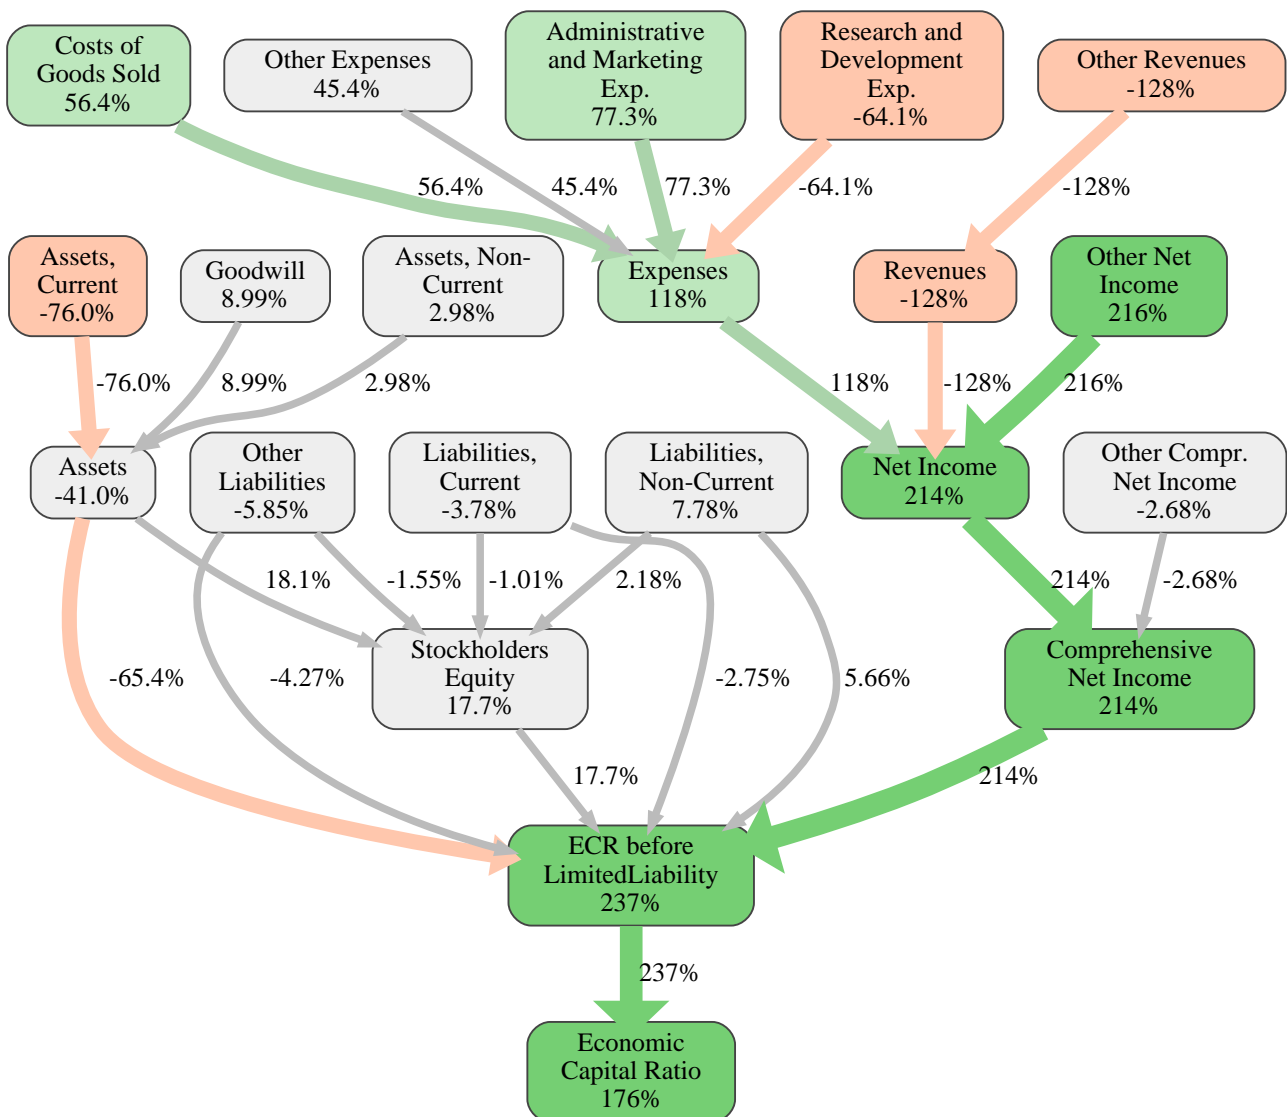 Costs of
Goods Sold
56.4%
Other Expenses
45.4%
Administrative
and Marketing
Exp.
77.3%
Research and
Development
Exp.
-64.1%
Other Revenues
-128%
56.4%
45.4%
77.3%
-64.1%
-128%
Assets,
Current
-76.0%
Goodwill
8.99%
Assets, Non-
Current
2.98%
Expenses
118%
Revenues
-128%
Other Net
Income
216%
-76.0%
8.99%
2.98%
118%
-128%
216%
Assets
-41.0%
Other
Liabilities
-5.85%
Liabilities,
Current
-3.78%
Liabilities,
Non-Current
7.78%
Net Income
214%
Other Compr.
Net Income
-2.68%
18.1%
-1.55%
-1.01%
2.18%
214%
-2.68%
-65.4%
-4.27%
Stockholders
Equity
17.7%
-2.75%
5.66%
Comprehensive
Net Income
214%
17.7%
214%
ECR before
LimitedLiability
237%
237%
Economic
Capital Ratio
176%